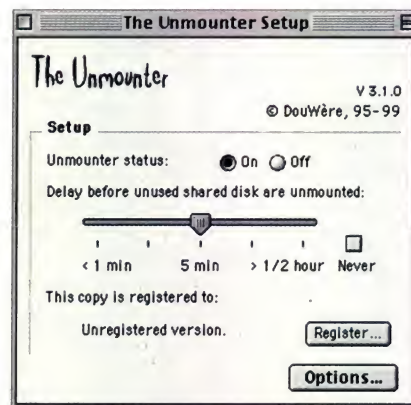 The Unmounter Setup
The Unmounter
V 3.1.0
© DouWère, 95-99
Setup
Unmounter status: On Off
Delay before unused shared disk are unmounted:
< 1 min 5 min > 1/2 hour Never
This copy is registered to:
Unregistered version. Register...
Options...